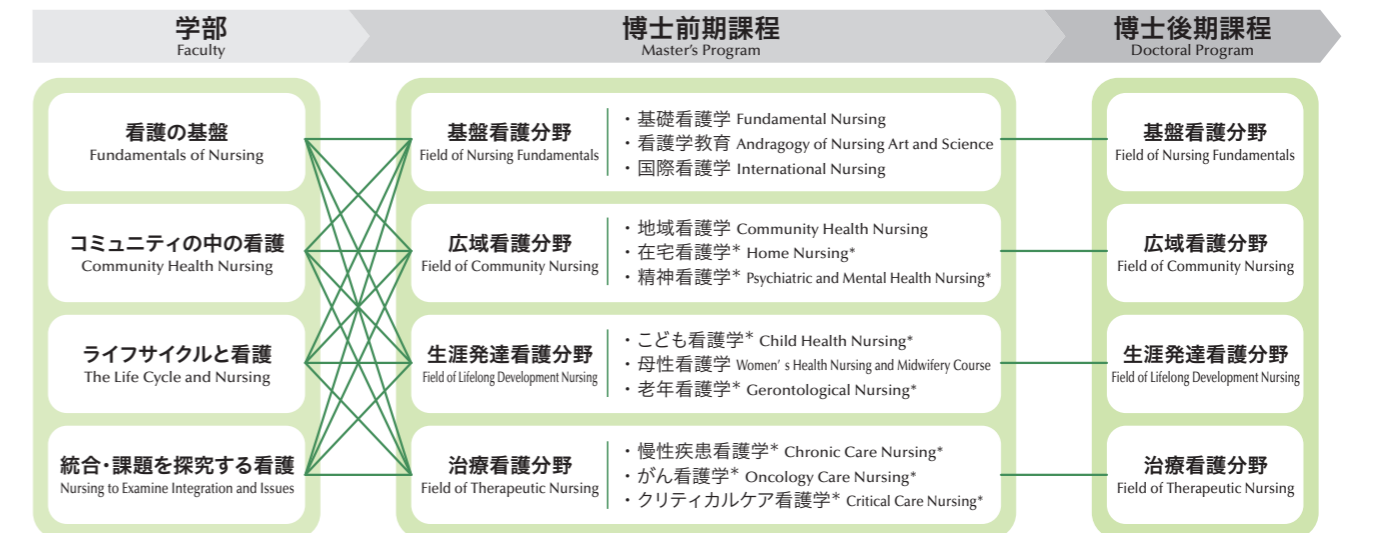 学部
Faculty
博士前期課程
Master's Program
博士後期課程
Doctoral Program
看護の基盤
Fundamentals of Nursing
基盤看護分野
Field of Nursing Fundamentals
・基礎看護学 Fundamental Nursing
・看護学教育 Andragogy of Nursing Art and Science
・国際看護学 International Nursing
基盤看護分野
Field of Nursing Fundamentals
コミュニティの中の看護
Community Health Nursing
広域看護分野
Field of Community Nursing
・地域看護学 Community Health Nursing
・在宅看護学* Home Nursing*
・精神看護学* Psychiatric and Mental Health Nursing*
広域看護分野
Field of Community Nursing
ライフサイクルと看護
The Life Cycle and Nursing
生涯発達看護分野
Field of Lifelong Development Nursing
・こども看護学* Child Health Nursing*
・母性看護学 Women' s Health Nursing and Midwifery Course
・老年看護学* Gerontological Nursing*
生涯発達看護分野
Field of Lifelong Development Nursing
統合・課題を探究する看護
Nursing to Examine Integration and Issues
治療看護分野
Field of Therapeutic Nursing
・慢性疾患看護学* Chronic Care Nursing*
・がん看護学* Oncology Care Nursing*
・クリティカルケア看護学* Critical Care Nursing*
治療看護分野
Field of Therapeutic Nursing